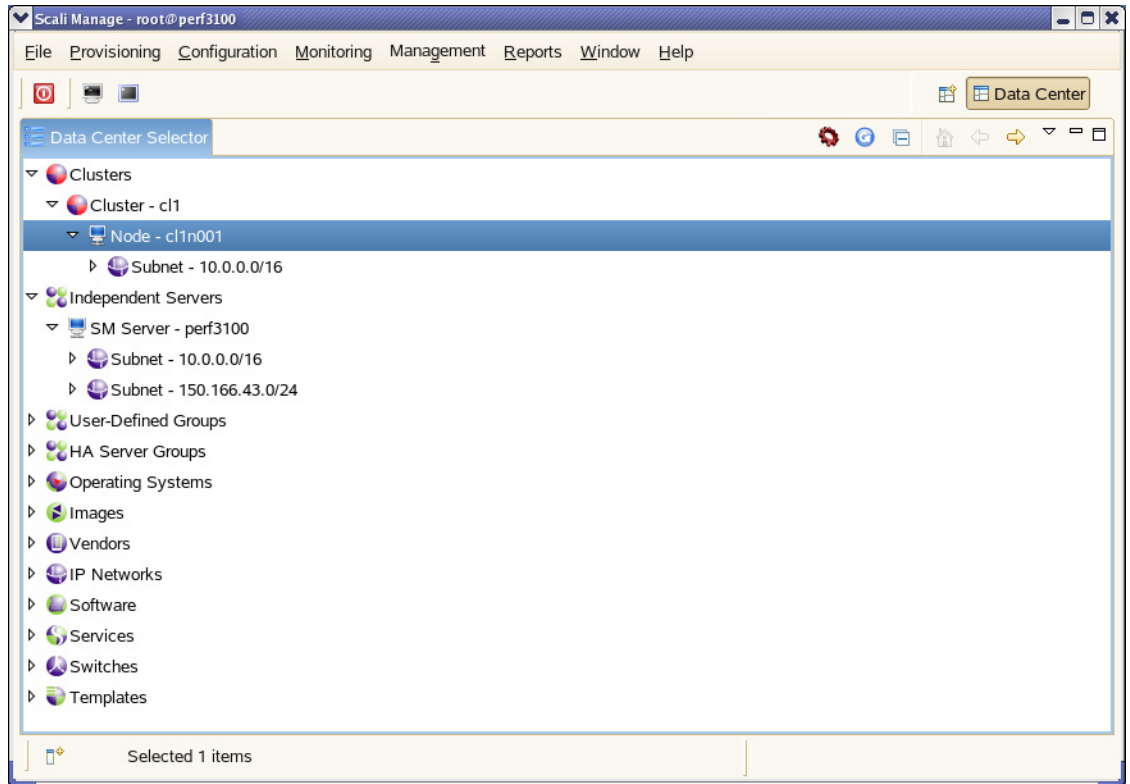 Scali Manage - root@perf3100
File Provisioning Configuration Monitoring Management Reports Window Help
Data Center
Data Center Selector
Clusters
Cluster - cl1
Node - cl1n001
Subnet - 10.0.0.0/16
Independent Servers
SM Server - perf3100
Subnet - 10.0.0.0/16
Subnet - 150.166.43.0/24
User-Defined Groups
HA Server Groups
Operating Systems
Images
Vendors
IP Networks
Software
Services
Switches
Templates
Selected 1 items